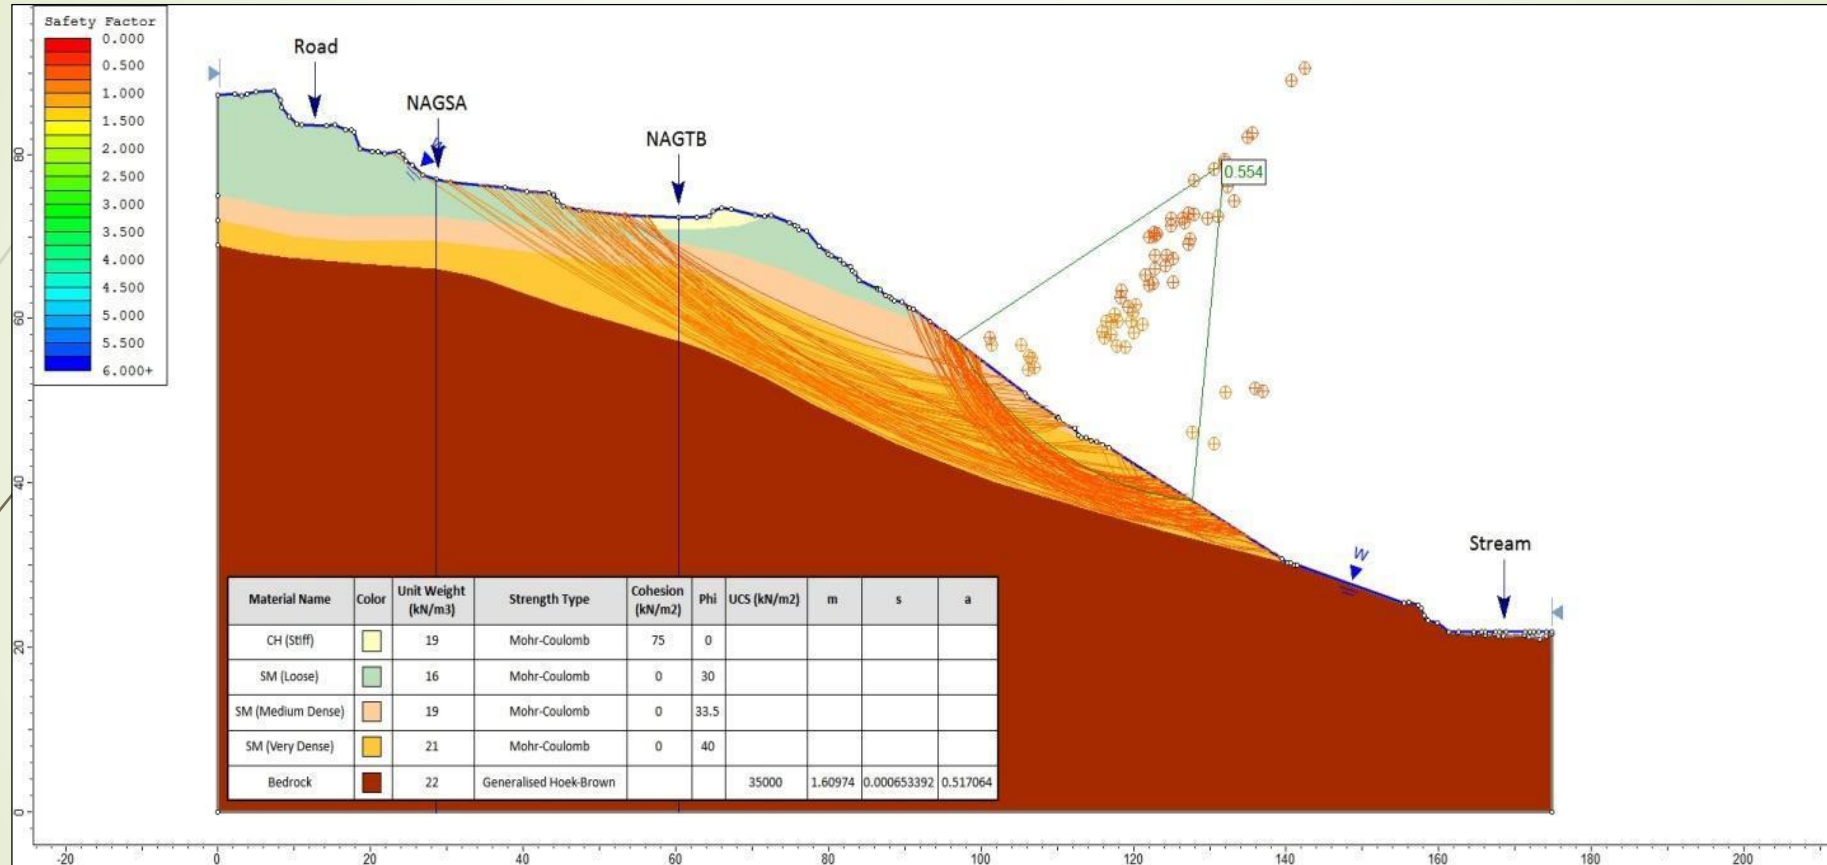 Safety Factor
0.000
0.500
1.000
1.500
2.000
2.500
3.000
3.500
4.000
4.500
5.000
5.500
6.000+
Road
NAGSA
NAGTB
0.554
W
Stream
80
60
40
20
0
Material Name Color Unit Weight (kN/m3) Strength Type Cohesion (kN/m2) Phi UCS (kN/m2) m s a
CH (Stiff) 19 Mohr-Coulomb 75 0
SM (Loose) 16 Mohr-Coulomb 0 30
SM (Medium Dense) 19 Mohr-Coulomb 0 33.5
SM (Very Dense) 21 Mohr-Coulomb 0 40
Bedrock 22 Generalised Hoek-Brown 35000 1.60974 0.000653392 0.517064
-20 0 20 40 60 80 100 120 140 160 180 200